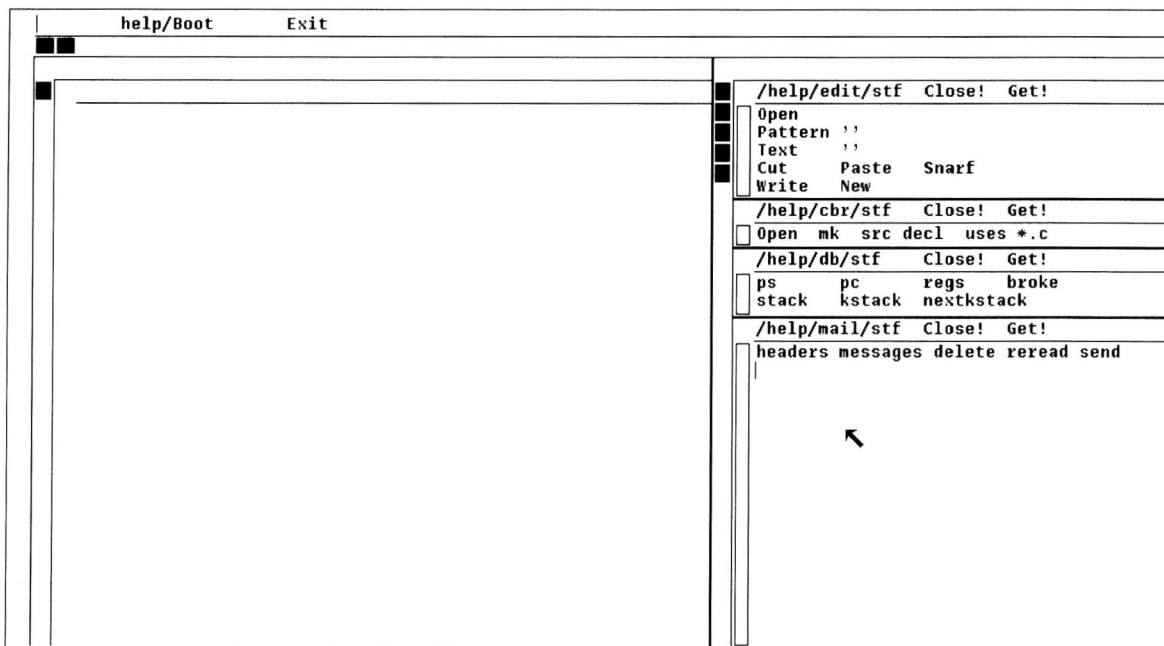 help/Boot Exit
/help/edit/stf Close! Get!
Open
Pattern ''
Text ''
Cut Paste Snarf
Write New
/help/cbr/stf Close! Get!
Open mk src decl uses *.c
/help/db/stf Close! Get!
ps pc regs broke
stack kstack nextkstack
/help/mail/stf Close! Get!
headers messages delete reread send